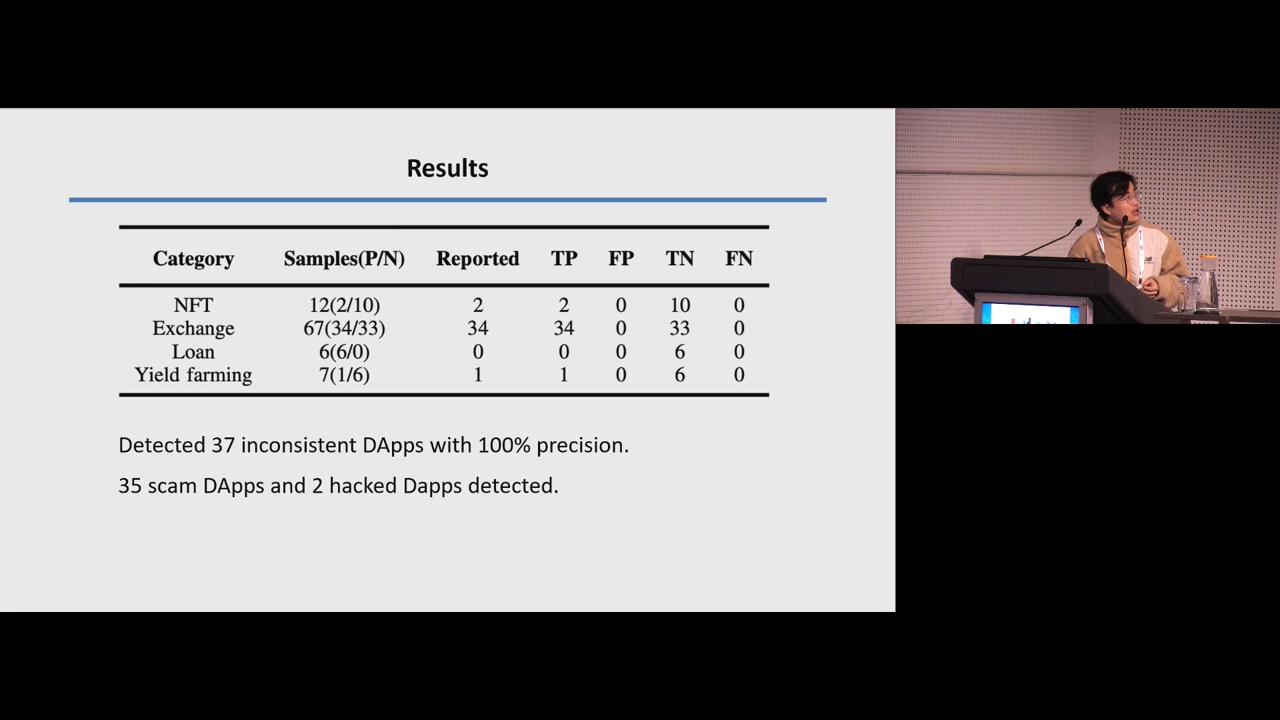 Results
Category Samples(P/N) Reported TP FP TN FN
NFT 12(2/10) 2 2 0 10 0
Exchange 67(34/33) 34 34 0 33 0
Loan 6(6/0) 0 0 0 6 0
Yield farming 7(1/6) 1 1 0 6 0
Detected 37 inconsistent DApps with 100% precision.
35 scam DApps and 2 hacked Dapps detected.